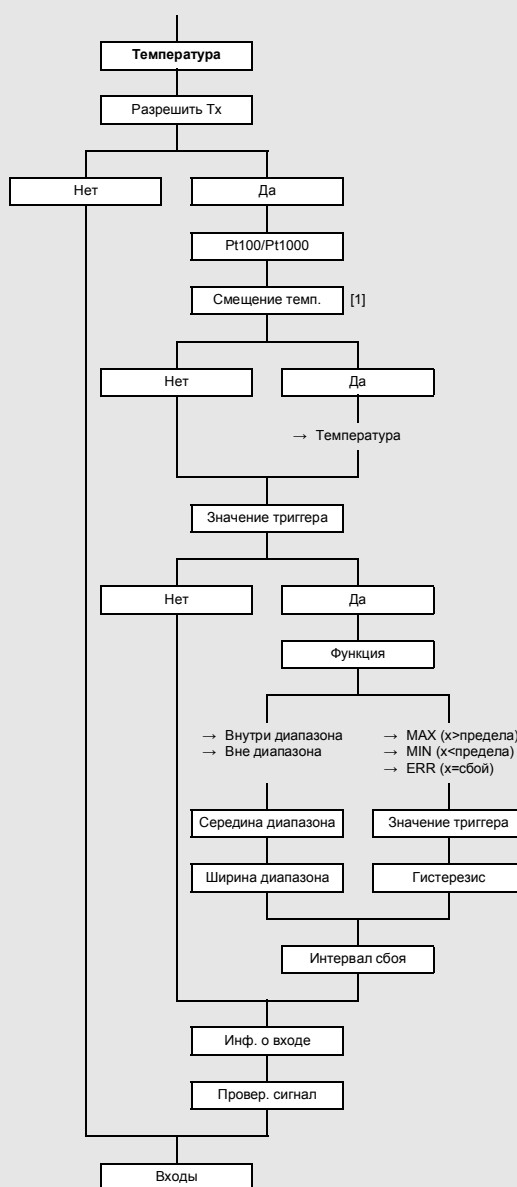 Температура
Разрешить Tx
Нет
Да
Pt100/Pt1000
Смещение темп. [1]
Нет
Да
→ Температура
Значение триггера
Нет
Да
Функция
→ Внутри диапазона
→ Вне диапазона
→ MAX (x>предела)
→ MIN (x<предела)
→ ERR (x=сбой)
Середина диапазона
Значение триггера
Ширина диапазона
Гистерезис
Интервал сбоя
Инф. о входе
Провер. сигнал
Входы